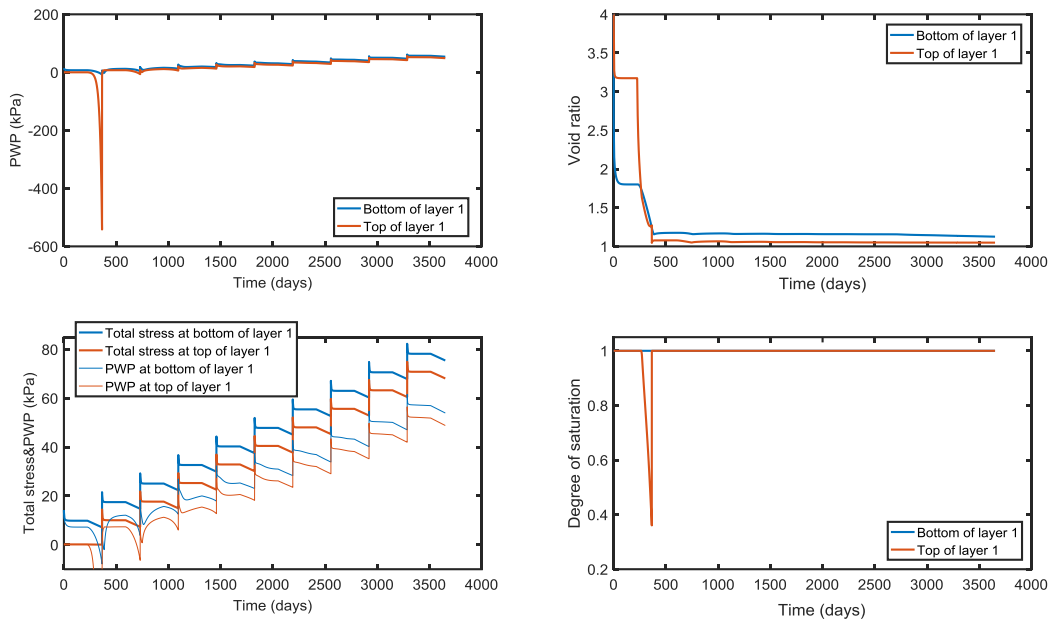 200
0
-200
-400
-600
PWP (kPa)
Bottom of layer 1
Top of layer 1
0 500 1000 1500 2000 2500 3000 3500 4000
Time (days)
4
3.5
3
2.5
2
1.5
1
Void ratio
Bottom of layer 1
Top of layer 1
0 500 1000 1500 2000 2500 3000 3500 4000
Time (days)
Total stress at bottom of layer 1
Total stress at top of layer 1
PWP at bottom of layer 1
PWP at top of layer 1
80
60
40
20
0
Total stress&PWP (kPa)
0 500 1000 1500 2000 2500 3000 3500 4000
Time (days)
1
0.8
0.6
0.4
0.2
Degree of saturation
Bottom of layer 1
Top of layer 1
0 500 1000 1500 2000 2500 3000 3500 4000
Time (days)